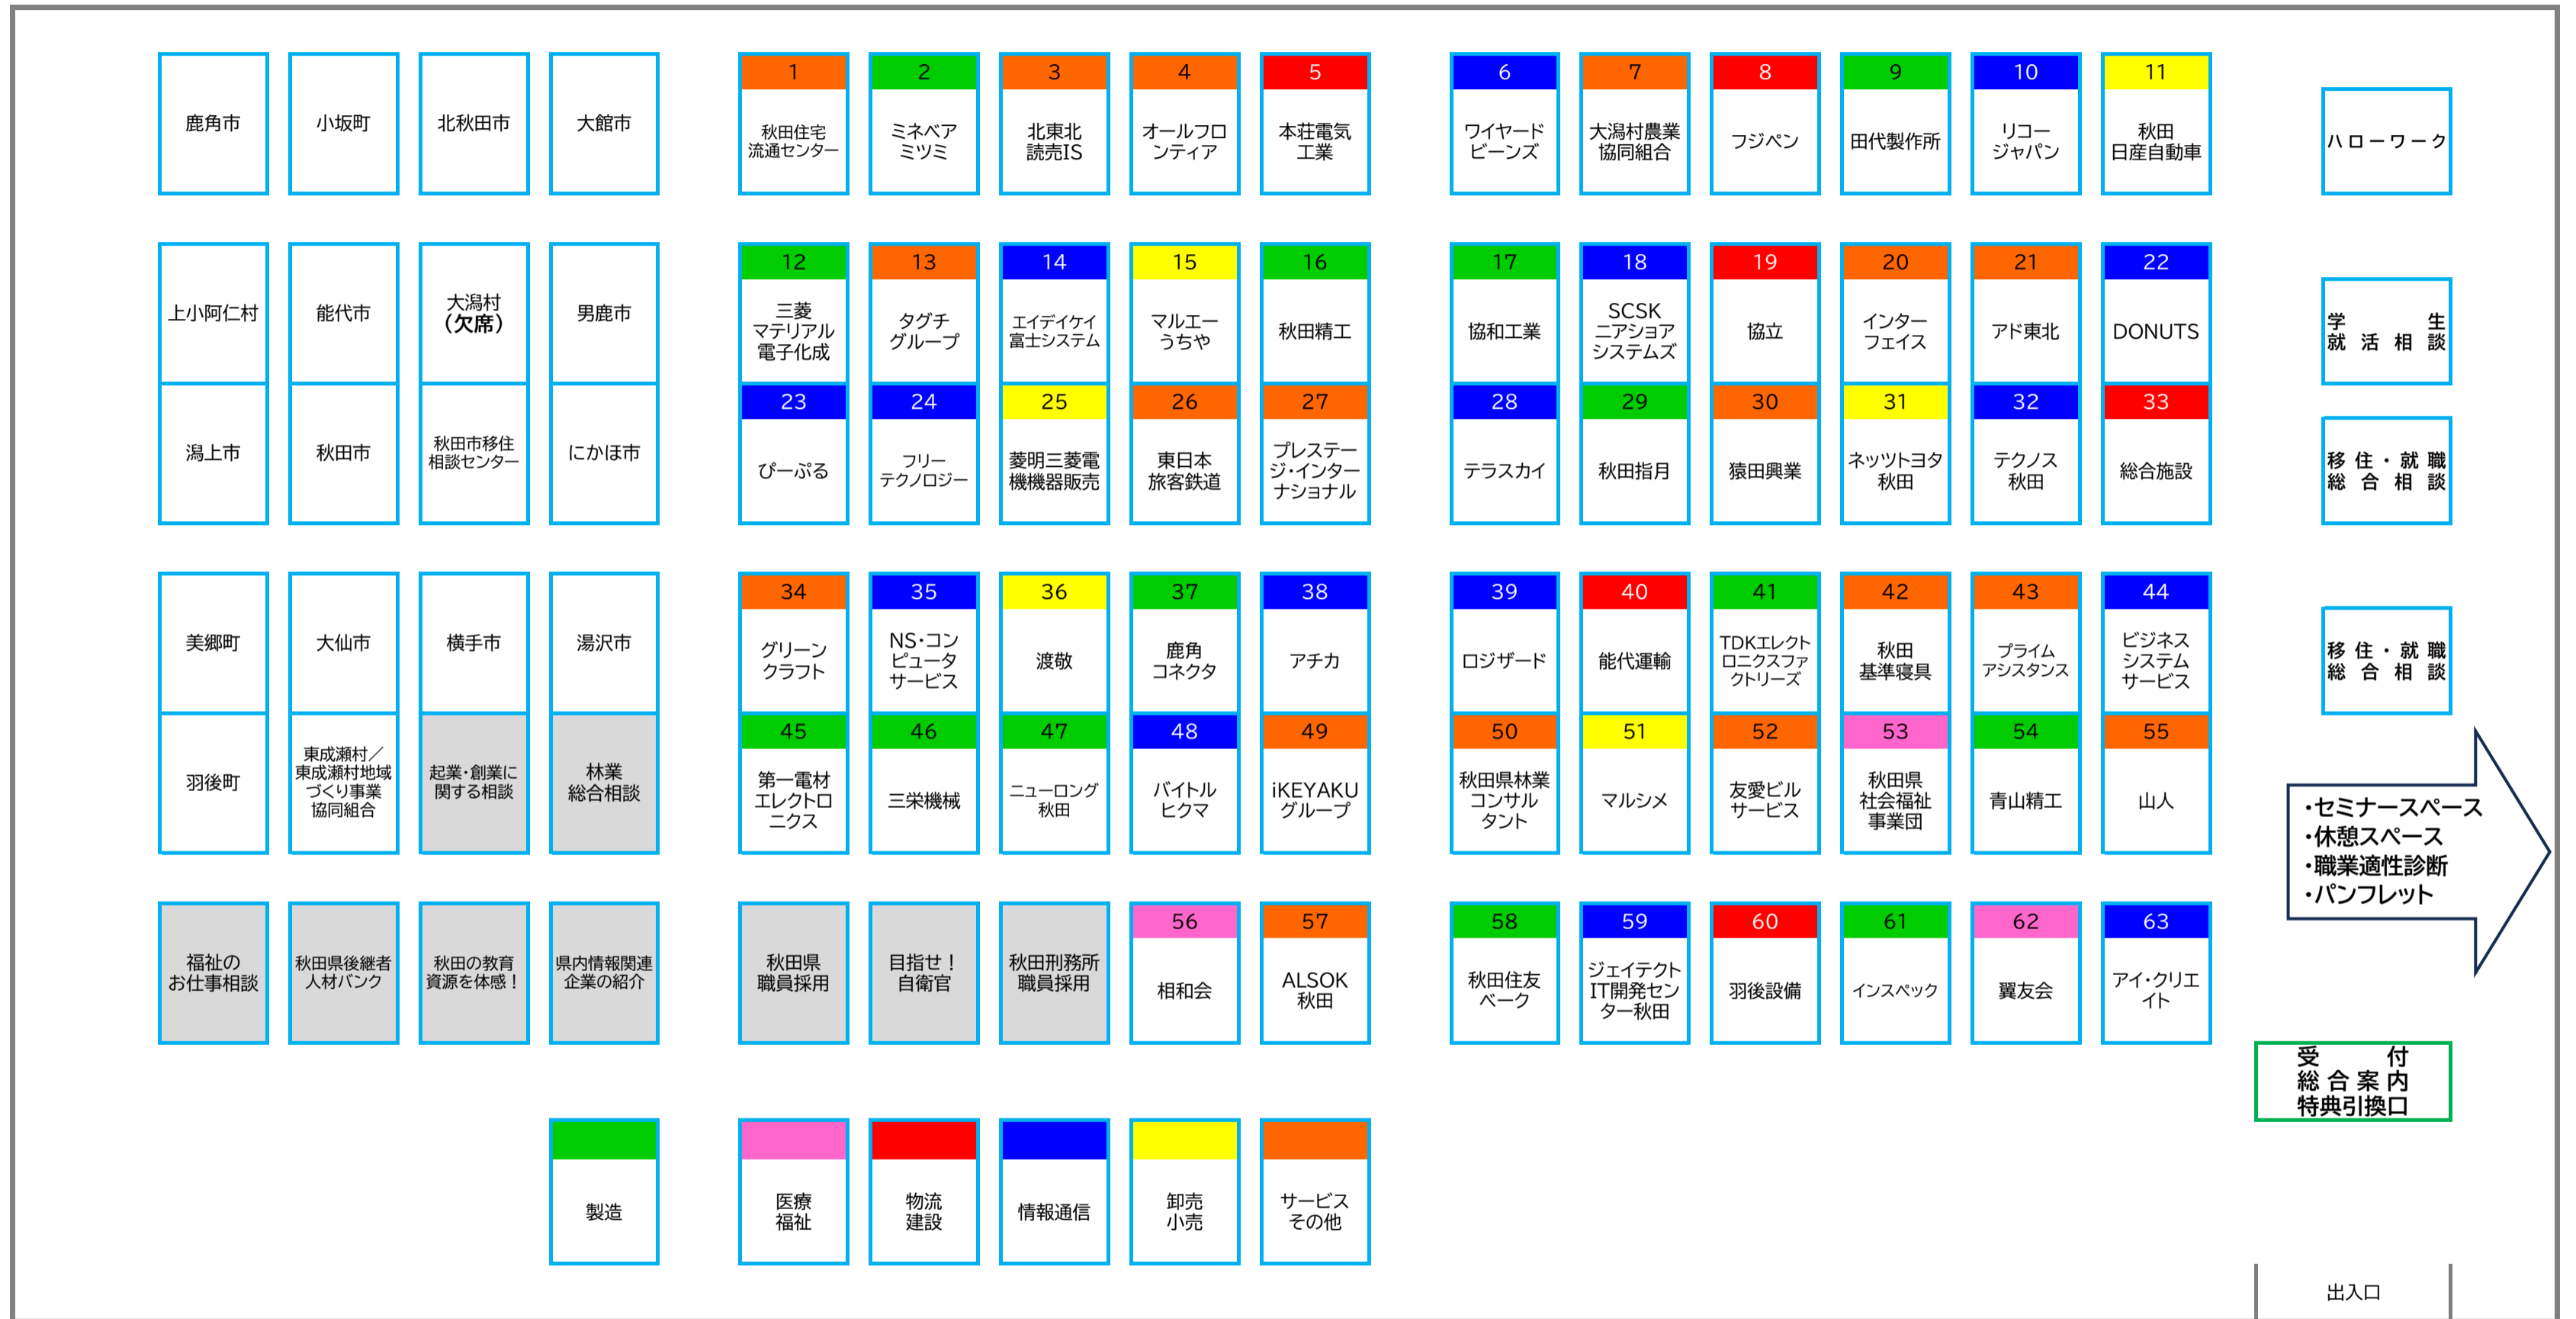 鹿角市
小坂町
北秋田市
大館市
1
秋田住宅
流通センター
2
ミネベア
ミツミ
3
北東北
読売IS
4
オールフロ
ンティア
5
本荘電気
工業
6
ワイヤード
ビーンズ
7
大潟村農業
協同組合
8
フジペン
9
田代製作所
10
リコー
ジャパン
11
秋田
日産自動車
ハローワーク
上小阿仁村
能代市
大潟村
(欠席)
男鹿市
12
三菱
マテリアル
電子化成
13
タグチ
グループ
14
エイデイケイ
富士システム
15
マルエー
うちや
16
秋田精工
17
協和工業
18
SCSK
ニアショア
システムズ
19
協立
20
インター
フェイス
21
アド東北
22
DONUTS
学生
就活相談
潟上市
秋田市
秋田市移住
相談センター
にかほ市
23
ぴーぷる
24
フリー
テクノロジー
25
菱明三菱電
機機器販売
26
東日本
旅客鉄道
27
プレステー
ジ・インター
ナショナル
28
テラスカイ
29
秋田指月
30
猿田興業
31
ネッツトヨタ
秋田
32
テクノス
秋田
33
総合施設
移住・就職
総合相談
美郷町
大仙市
横手市
湯沢市
34
グリーン
クラフト
35
NS・コン
ピュータ
サービス
36
渡敬
37
鹿角
コネクタ
38
アチカ
39
ロジザード
40
能代運輸
41
TDKエレクト
ロニクスファ
クトリーズ
42
秋田
基準寝具
43
プライム
アシスタンス
44
ビジネス
システム
サービス
移住・就職
総合相談
羽後町
東成瀬村／
東成瀬村地域
づくり事業
協同組合
起業・創業に
関する相談
林業
総合相談
45
第一電材
エレクトロ
ニクス
46
三栄機械
47
ニューロング
秋田
48
バイトル
ヒクマ
49
iKEYAKU
グループ
50
秋田県林業
コンサル
タント
51
マルシメ
52
友愛ビル
サービス
53
秋田県
社会福祉
事業団
54
青山精工
55
山人
・セミナースペース
・休憩スペース
・職業適性診断
・パンフレット
福祉の
お仕事相談
秋田県後継者
人材バンク
秋田の教育
資源を体感！
県内情報関連
企業の紹介
秋田県
職員採用
目指せ！
自衛官
秋田刑務所
職員採用
56
相和会
57
ALSOK
秋田
58
秋田住友
ベーク
59
ジェイテクト
IT開発セン
ター秋田
60
羽後設備
61
インスペック
62
翼友会
63
アイ・クリエ
イト
受付
総合案内
特典引換口
製造
医療
福祉
物流
建設
情報通信
卸売
小売
サービス
その他
出入口